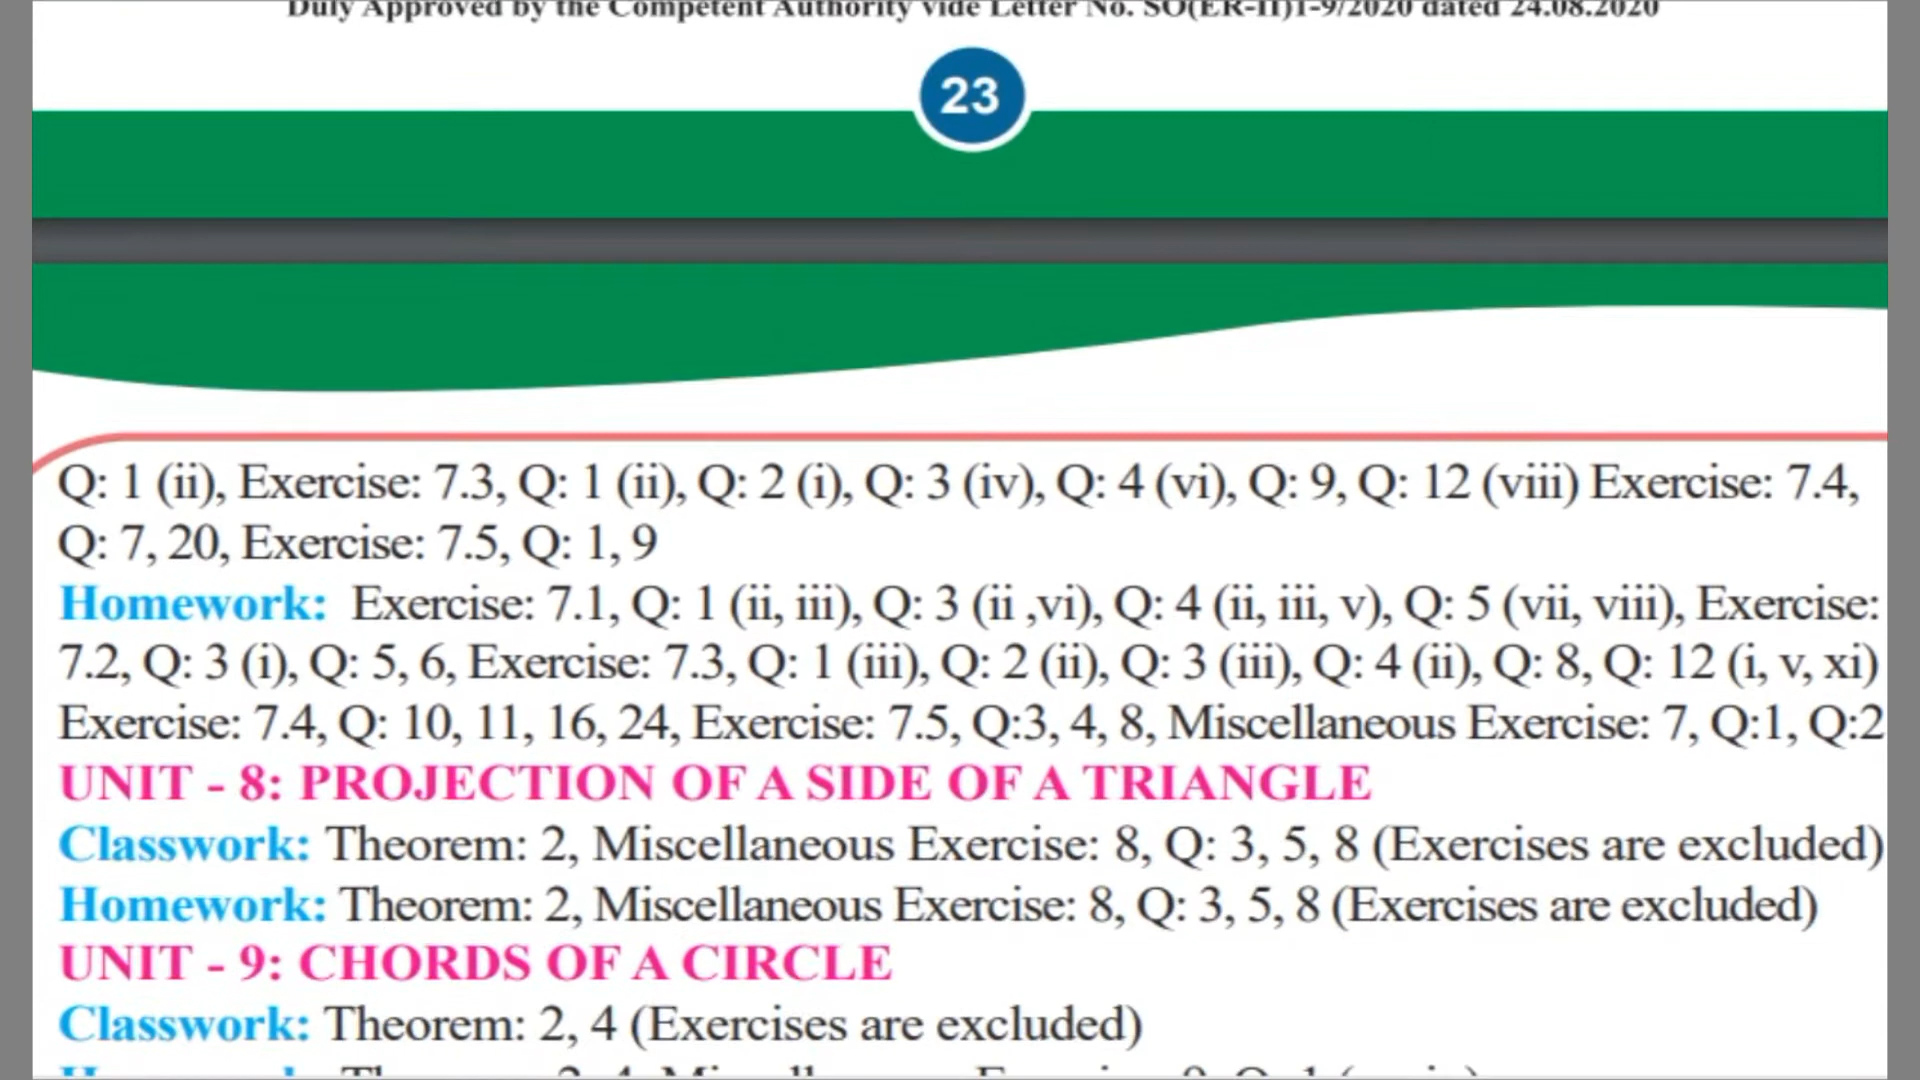 Duly Approved by the Competent Authority vide Letter No. SO(ER-II)1-9/2020 dated 24.08.2020
23
Q: 1 (ii), Exercise: 7.3, Q: 1 (ii), Q: 2 (i), Q: 3 (iv), Q: 4 (vi), Q: 9, Q: 12 (viii) Exercise: 7.4,
Q: 7, 20, Exercise: 7.5, Q: 1, 9
Homework: Exercise: 7.1, Q: 1 (ii, iii), Q: 3 (ii ,vi), Q: 4 (ii, iii, v), Q: 5 (vii, viii), Exercise:
7.2, Q: 3 (i), Q: 5, 6, Exercise: 7.3, Q: 1 (iii), Q: 2 (ii), Q: 3 (iii), Q: 4 (ii), Q: 8, Q: 12 (i, v, xi)
Exercise: 7.4, Q: 10, 11, 16, 24, Exercise: 7.5, Q:3, 4, 8, Miscellaneous Exercise: 7, Q:1, Q:2
UNIT - 8: PROJECTION OF A SIDE OF A TRIANGLE
Classwork: Theorem: 2, Miscellaneous Exercise: 8, Q: 3, 5, 8 (Exercises are excluded)
Homework: Theorem: 2, Miscellaneous Exercise: 8, Q: 3, 5, 8 (Exercises are excluded)
UNIT - 9: CHORDS OF A CIRCLE
Classwork: Theorem: 2, 4 (Exercises are excluded)